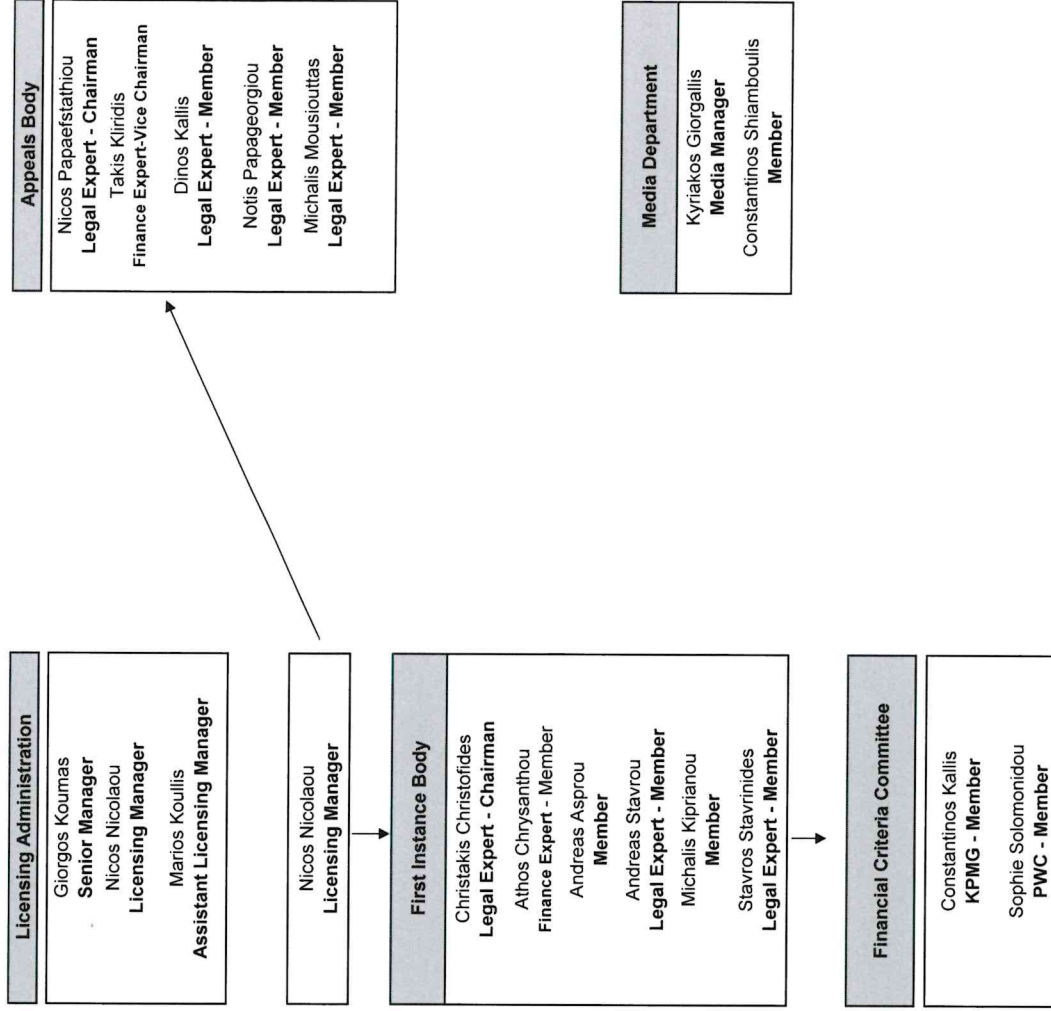 Licensing Administration
Giorgos Koumas
Senior Manager
Nicos Nicolaou
Licensing Manager
Marios Koullis
Assistant Licensing Manager
Nicos Nicolaou
Licensing Manager
First Instance Body
Christakis Christofides
Legal Expert - Chairman
Athos Chrysanthou
Finance Expert - Member
Andreas Asprou
Member
Andreas Stavrou
Legal Expert - Member
Michalis Kiprianou
Member
Stavros Stavrinides
Legal Expert - Member
Financial Criteria Committee
Constantinos Kallis
KPMG - Member
Sophie Solomonidou
PWC - Member
Appeals Body
Nicos Papaefstathiou
Legal Expert - Chairman
Takis Kliridis
Finance Expert-Vice Chairman
Dinos Kallis
Legal Expert - Member
Notis Papageorgiou
Legal Expert - Member
Michalis Mousiouttas
Legal Expert - Member
Media Department
Kyriakos Giorgallis
Media Manager
Constantinos Shiamboulis
Member